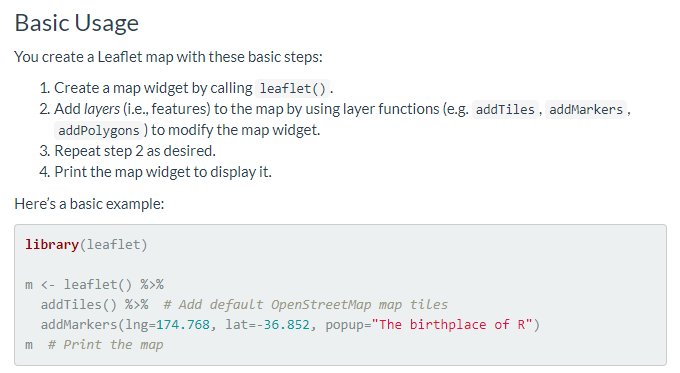 Basic Usage
You create a Leaflet map with these basic steps:
1. Create a map widget by calling leaflet() .
2. Add layers (i.e., features) to the map by using layer functions (e.g. addTiles , addMarkers ,
addPolygons ) to modify the map widget.
3. Repeat step 2 as desired.
4. Print the map widget to display it.
Here's a basic example:
library(leaflet)
m <- leaflet() %>%
  addTiles() %>%  # Add default OpenStreetMap map tiles
  addMarkers(lng=174.768, lat=-36.852, popup="The birthplace of R")
m  # Print the map